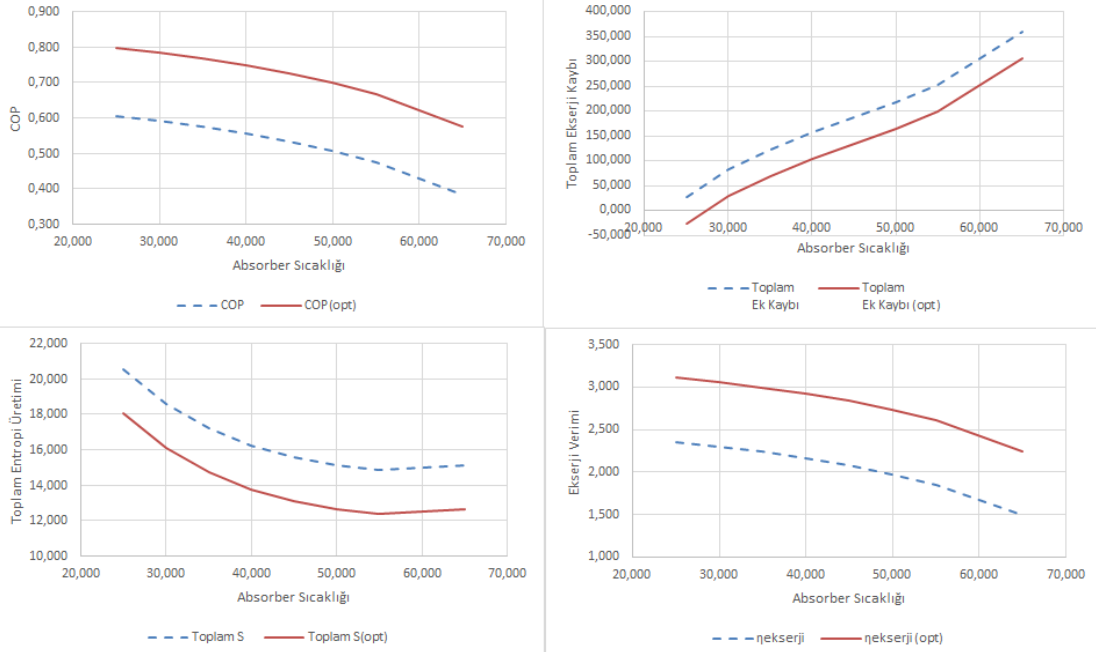 0,900
0,800
0,700
0,600
0,500
0,400
0,300
COP
20,000 30,000 40,000 50,000 60,000 70,000
Absorber Sıcaklığı
COP COP(opt)
400,000
350,000
300,000
250,000
200,000
150,000
100,000
50,000
0,000
-50,000
Toplam Ekserji Kaybı
20,000 30,000 40,000 50,000 60,000 70,000
Absorber Sıcaklığı
Toplam Toplam
Ek Kaybı Ek Kaybı (opt)
22,000
20,000
18,000
16,000
14,000
12,000
10,000
Toplam Entropi Üretimi
20,000 30,000 40,000 50,000 60,000 70,000
Absorber Sıcaklığı
Toplam S Toplam S(opt)
3,500
3,000
2,500
2,000
1,500
1,000
Ekserji Verimi
20,000 30,000 40,000 50,000 60,000 70,000
Absorber Sıcaklığı
ηekserji ηekserji (opt)